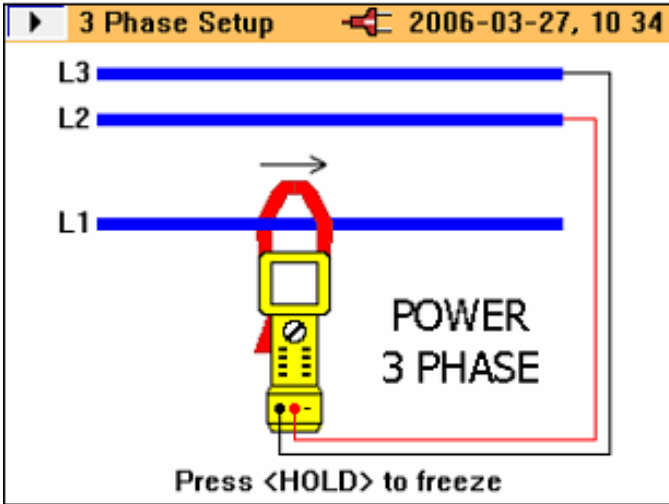 3 Phase Setup 2006-03-27, 10 34
L3
L2
L1
POWER
3 PHASE
Press <HOLD> to freeze